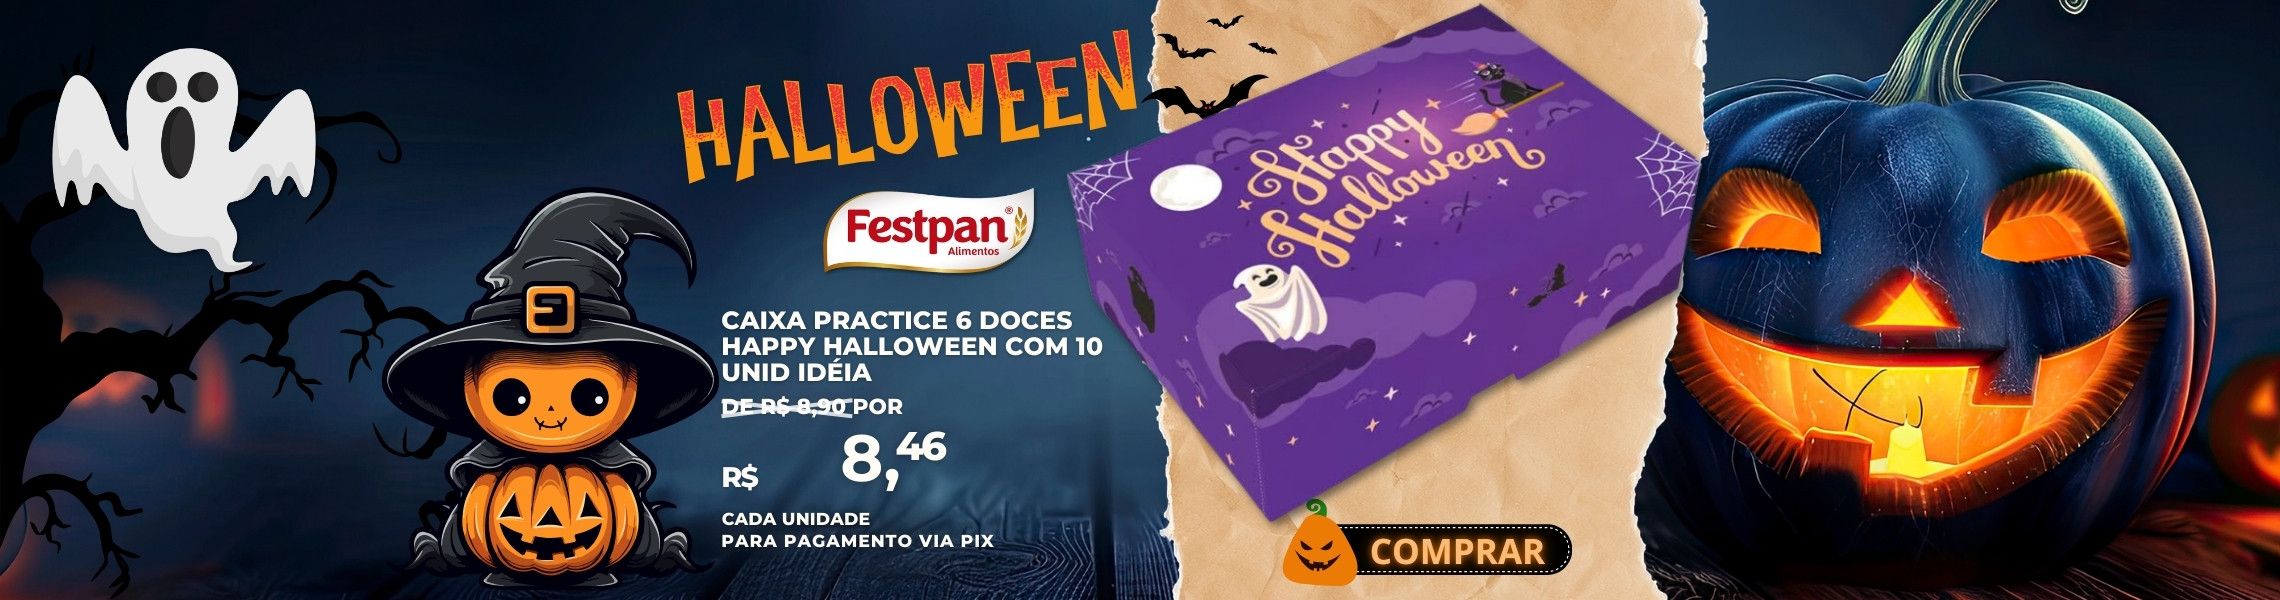 HALLOWEEN
Festpan®
Alimentos
CAIXA PRACTICE 6 DOCES
HAPPY HALLOWEEN COM 10
UNID IDÉIA
DE R$ 8,90 POR
R$ 8,46
CADA UNIDADE
PARA PAGAMENTO VIA PIX
Happy
Halloween
COMPRAR